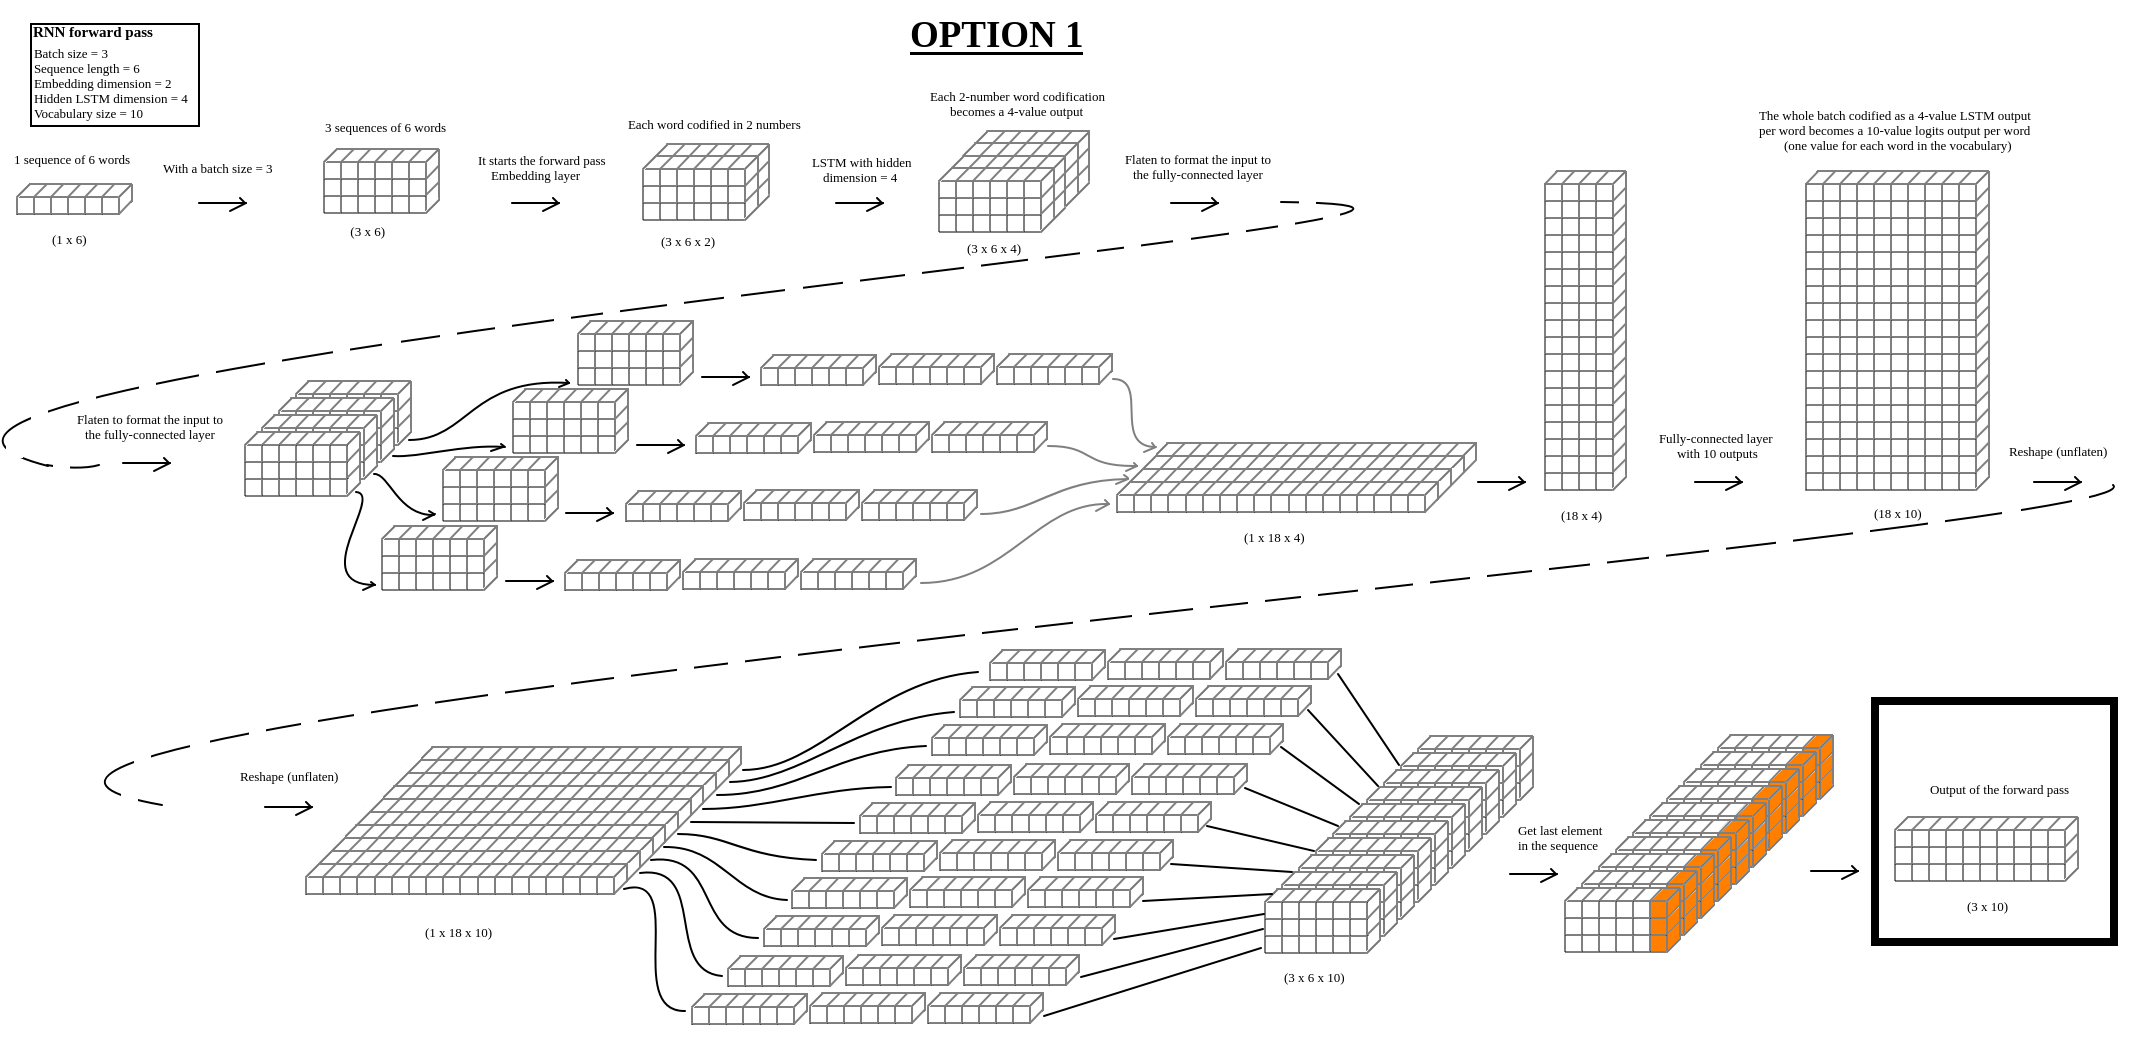 OPTION 1
RNN forward pass
Batch size = 3
Sequence length = 6
Embedding dimension = 2
Hidden LSTM dimension = 4
Vocabulary size = 10
1 sequence of 6 words
(1 x 6)
With a batch size = 3
3 sequences of 6 words
(3 x 6)
It starts the forward pass
Embedding layer
Each word codified in 2 numbers
(3 x 6 x 2)
LSTM with hidden
dimension = 4
Each 2-number word codification
becomes a 4-value output
(3 x 6 x 4)
Flaten to format the input to
the fully-connected layer
Flaten to format the input to
the fully-connected layer
(1 x 18 x 4)
(18 x 4)
Fully-connected layer
with 10 outputs
The whole batch codified as a 4-value LSTM output
per word becomes a 10-value logits output per word
(one value for each word in the vocabulary)
(18 x 10)
Reshape (unflaten)
Reshape (unflaten)
(1 x 18 x 10)
(3 x 6 x 10)
Get last element
in the sequence
Output of the forward pass
(3 x 10)